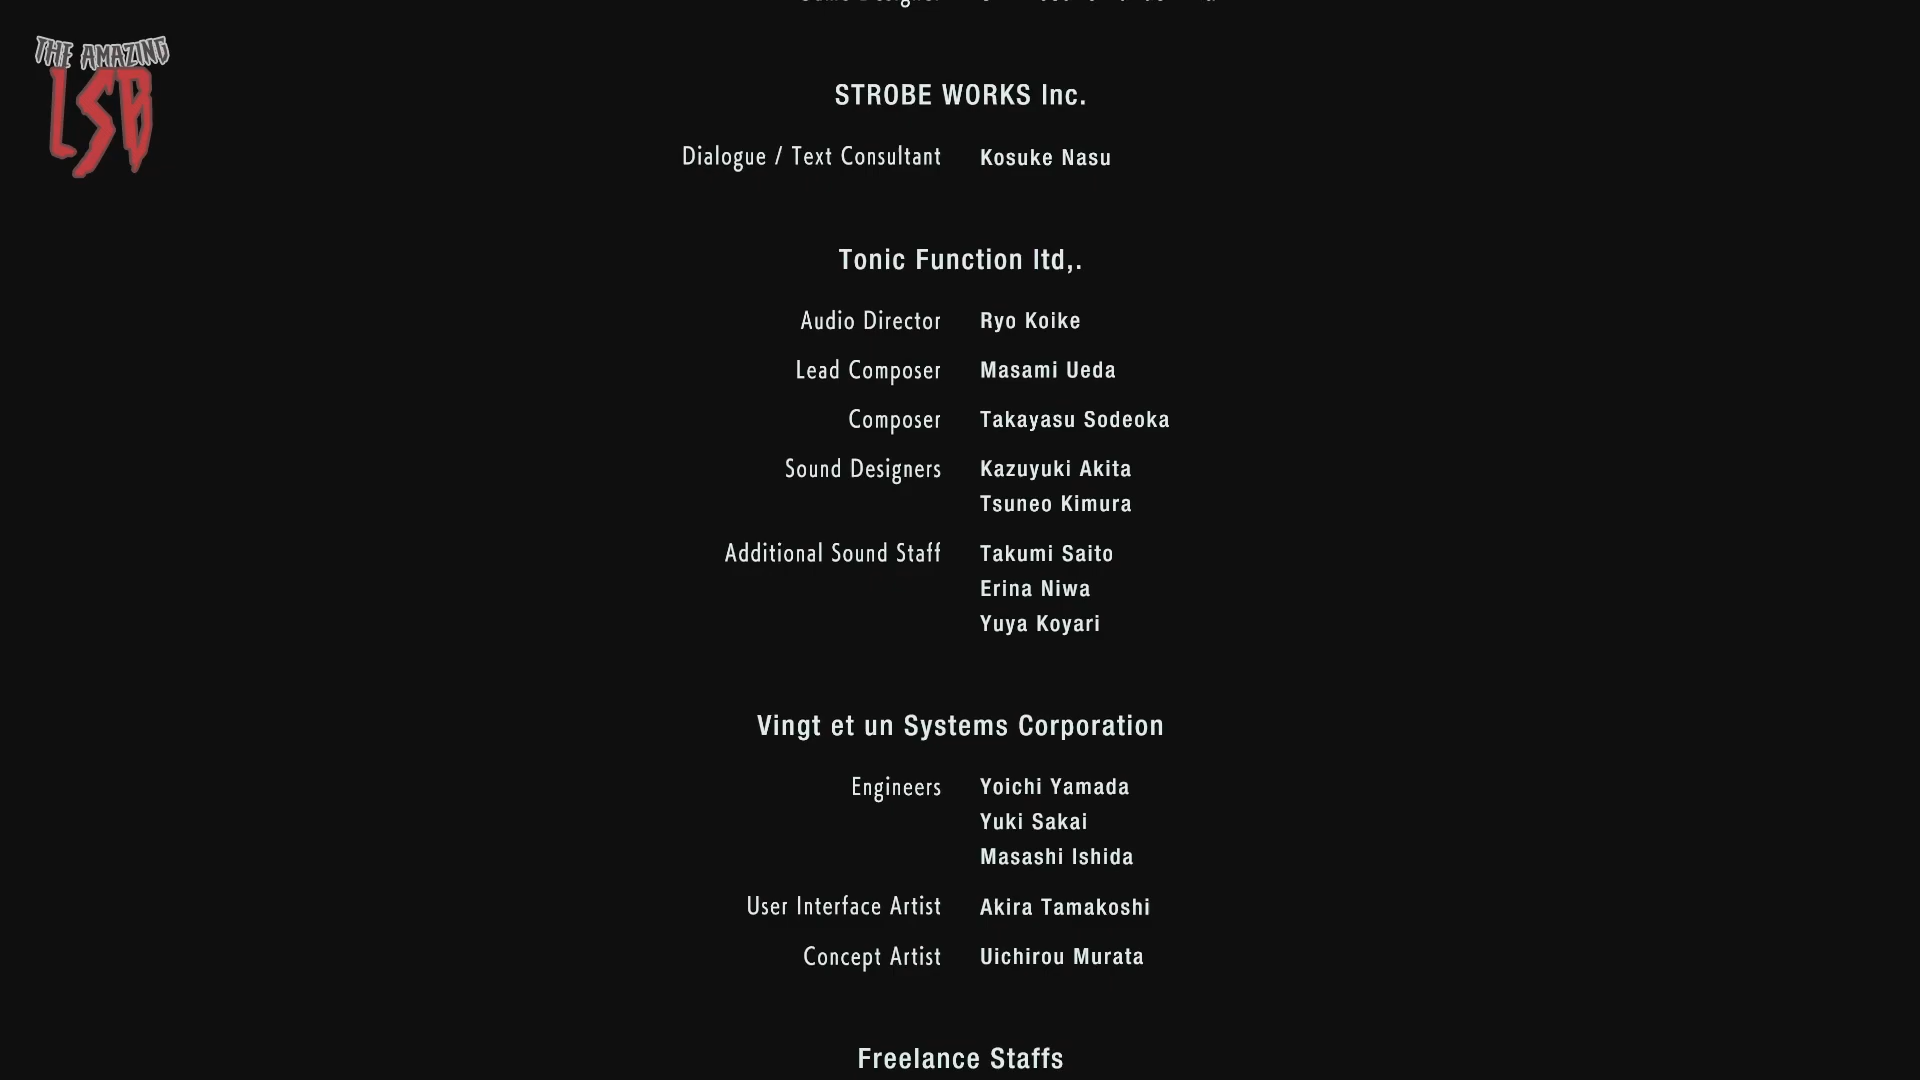 THE AMAZING
LSB
STROBE WORKS Inc.
Dialogue / Text Consultant Kosuke Nasu
Tonic Function ltd,.
Audio Director Ryo Koike
Lead Composer Masami Ueda
Composer Takayasu Sodeoka
Sound Designers Kazuyuki Akita
Tsuneo Kimura
Additional Sound Staff Takumi Saito
Erina Niwa
Yuya Koyari
Vingt et un Systems Corporation
Engineers Yoichi Yamada
Yuki Sakai
Masashi Ishida
User Interface Artist Akira Tamakoshi
Concept Artist Uichirou Murata
Freelance Staffs